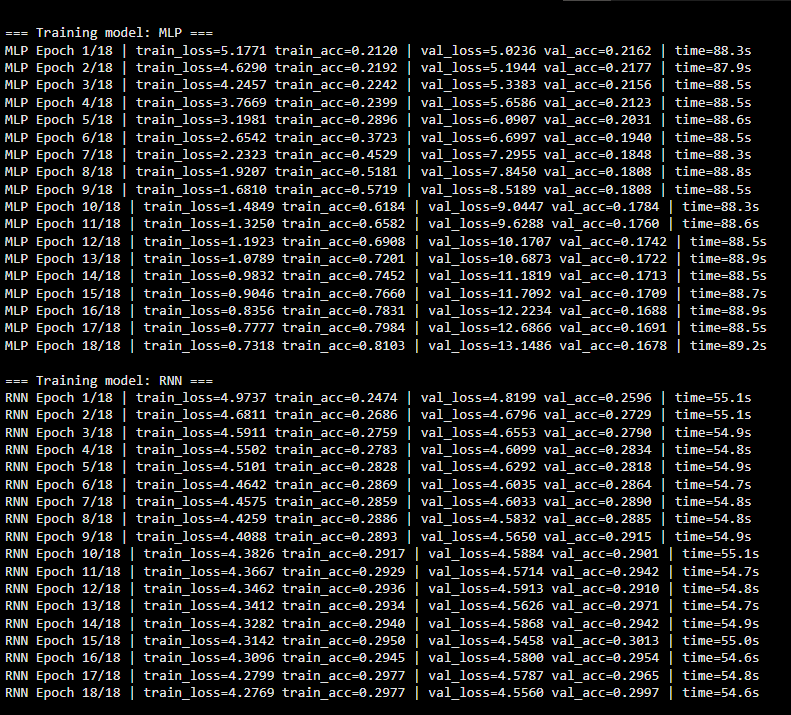 === Training model: MLP ===
MLP Epoch 1/18 | train_loss=5.1771 train_acc=0.2120 | val_loss=5.0236 val_acc=0.2162 | time=88.3s
MLP Epoch 2/18 | train_loss=4.6290 train_acc=0.2192 | val_loss=5.1944 val_acc=0.2177 | time=87.9s
MLP Epoch 3/18 | train_loss=4.2457 train_acc=0.2242 | val_loss=5.3383 val_acc=0.2156 | time=88.5s
MLP Epoch 4/18 | train_loss=3.7669 train_acc=0.2399 | val_loss=5.6586 val_acc=0.2123 | time=88.5s
MLP Epoch 5/18 | train_loss=3.1981 train_acc=0.2896 | val_loss=6.0907 val_acc=0.2031 | time=88.6s
MLP Epoch 6/18 | train_loss=2.6542 train_acc=0.3723 | val_loss=6.6997 val_acc=0.1940 | time=88.5s
MLP Epoch 7/18 | train_loss=2.2323 train_acc=0.4529 | val_loss=7.2955 val_acc=0.1848 | time=88.3s
MLP Epoch 8/18 | train_loss=1.9207 train_acc=0.5181 | val_loss=7.8450 val_acc=0.1808 | time=88.8s
MLP Epoch 9/18 | train_loss=1.6810 train_acc=0.5719 | val_loss=8.5189 val_acc=0.1808 | time=88.5s
MLP Epoch 10/18 | train_loss=1.4849 train_acc=0.6184 | val_loss=9.0447 val_acc=0.1784 | time=88.3s
MLP Epoch 11/18 | train_loss=1.3250 train_acc=0.6582 | val_loss=9.6288 val_acc=0.1760 | time=88.6s
MLP Epoch 12/18 | train_loss=1.1923 train_acc=0.6908 | val_loss=10.1707 val_acc=0.1742 | time=88.5s
MLP Epoch 13/18 | train_loss=1.0789 train_acc=0.7201 | val_loss=10.6873 val_acc=0.1722 | time=88.9s
MLP Epoch 14/18 | train_loss=0.9832 train_acc=0.7452 | val_loss=11.1819 val_acc=0.1713 | time=88.5s
MLP Epoch 15/18 | train_loss=0.9046 train_acc=0.7660 | val_loss=11.7092 val_acc=0.1709 | time=88.7s
MLP Epoch 16/18 | train_loss=0.8356 train_acc=0.7831 | val_loss=12.2234 val_acc=0.1688 | time=88.9s
MLP Epoch 17/18 | train_loss=0.7777 train_acc=0.7984 | val_loss=12.6866 val_acc=0.1691 | time=88.5s
MLP Epoch 18/18 | train_loss=0.7318 train_acc=0.8103 | val_loss=13.1486 val_acc=0.1678 | time=89.2s
=== Training model: RNN ===
RNN Epoch 1/18 | train_loss=4.9737 train_acc=0.2474 | val_loss=4.8199 val_acc=0.2596 | time=55.1s
RNN Epoch 2/18 | train_loss=4.6811 train_acc=0.2686 | val_loss=4.6796 val_acc=0.2729 | time=55.1s
RNN Epoch 3/18 | train_loss=4.5911 train_acc=0.2759 | val_loss=4.6553 val_acc=0.2790 | time=54.9s
RNN Epoch 4/18 | train_loss=4.5502 train_acc=0.2783 | val_loss=4.6099 val_acc=0.2834 | time=54.8s
RNN Epoch 5/18 | train_loss=4.5101 train_acc=0.2828 | val_loss=4.6292 val_acc=0.2818 | time=54.9s
RNN Epoch 6/18 | train_loss=4.4642 train_acc=0.2869 | val_loss=4.6035 val_acc=0.2864 | time=54.7s
RNN Epoch 7/18 | train_loss=4.4575 train_acc=0.2859 | val_loss=4.6033 val_acc=0.2890 | time=54.8s
RNN Epoch 8/18 | train_loss=4.4259 train_acc=0.2886 | val_loss=4.5832 val_acc=0.2885 | time=54.8s
RNN Epoch 9/18 | train_loss=4.4088 train_acc=0.2893 | val_loss=4.5650 val_acc=0.2915 | time=54.9s
RNN Epoch 10/18 | train_loss=4.3826 train_acc=0.2917 | val_loss=4.5884 val_acc=0.2901 | time=55.1s
RNN Epoch 11/18 | train_loss=4.3667 train_acc=0.2929 | val_loss=4.5714 val_acc=0.2942 | time=54.7s
RNN Epoch 12/18 | train_loss=4.3462 train_acc=0.2936 | val_loss=4.5913 val_acc=0.2910 | time=54.8s
RNN Epoch 13/18 | train_loss=4.3412 train_acc=0.2934 | val_loss=4.5626 val_acc=0.2971 | time=54.7s
RNN Epoch 14/18 | train_loss=4.3282 train_acc=0.2940 | val_loss=4.5868 val_acc=0.2942 | time=54.9s
RNN Epoch 15/18 | train_loss=4.3142 train_acc=0.2950 | val_loss=4.5458 val_acc=0.3013 | time=55.0s
RNN Epoch 16/18 | train_loss=4.3096 train_acc=0.2945 | val_loss=4.5800 val_acc=0.2954 | time=54.6s
RNN Epoch 17/18 | train_loss=4.2799 train_acc=0.2977 | val_loss=4.5787 val_acc=0.2965 | time=54.8s
RNN Epoch 18/18 | train_loss=4.2769 train_acc=0.2977 | val_loss=4.5560 val_acc=0.2997 | time=54.6s